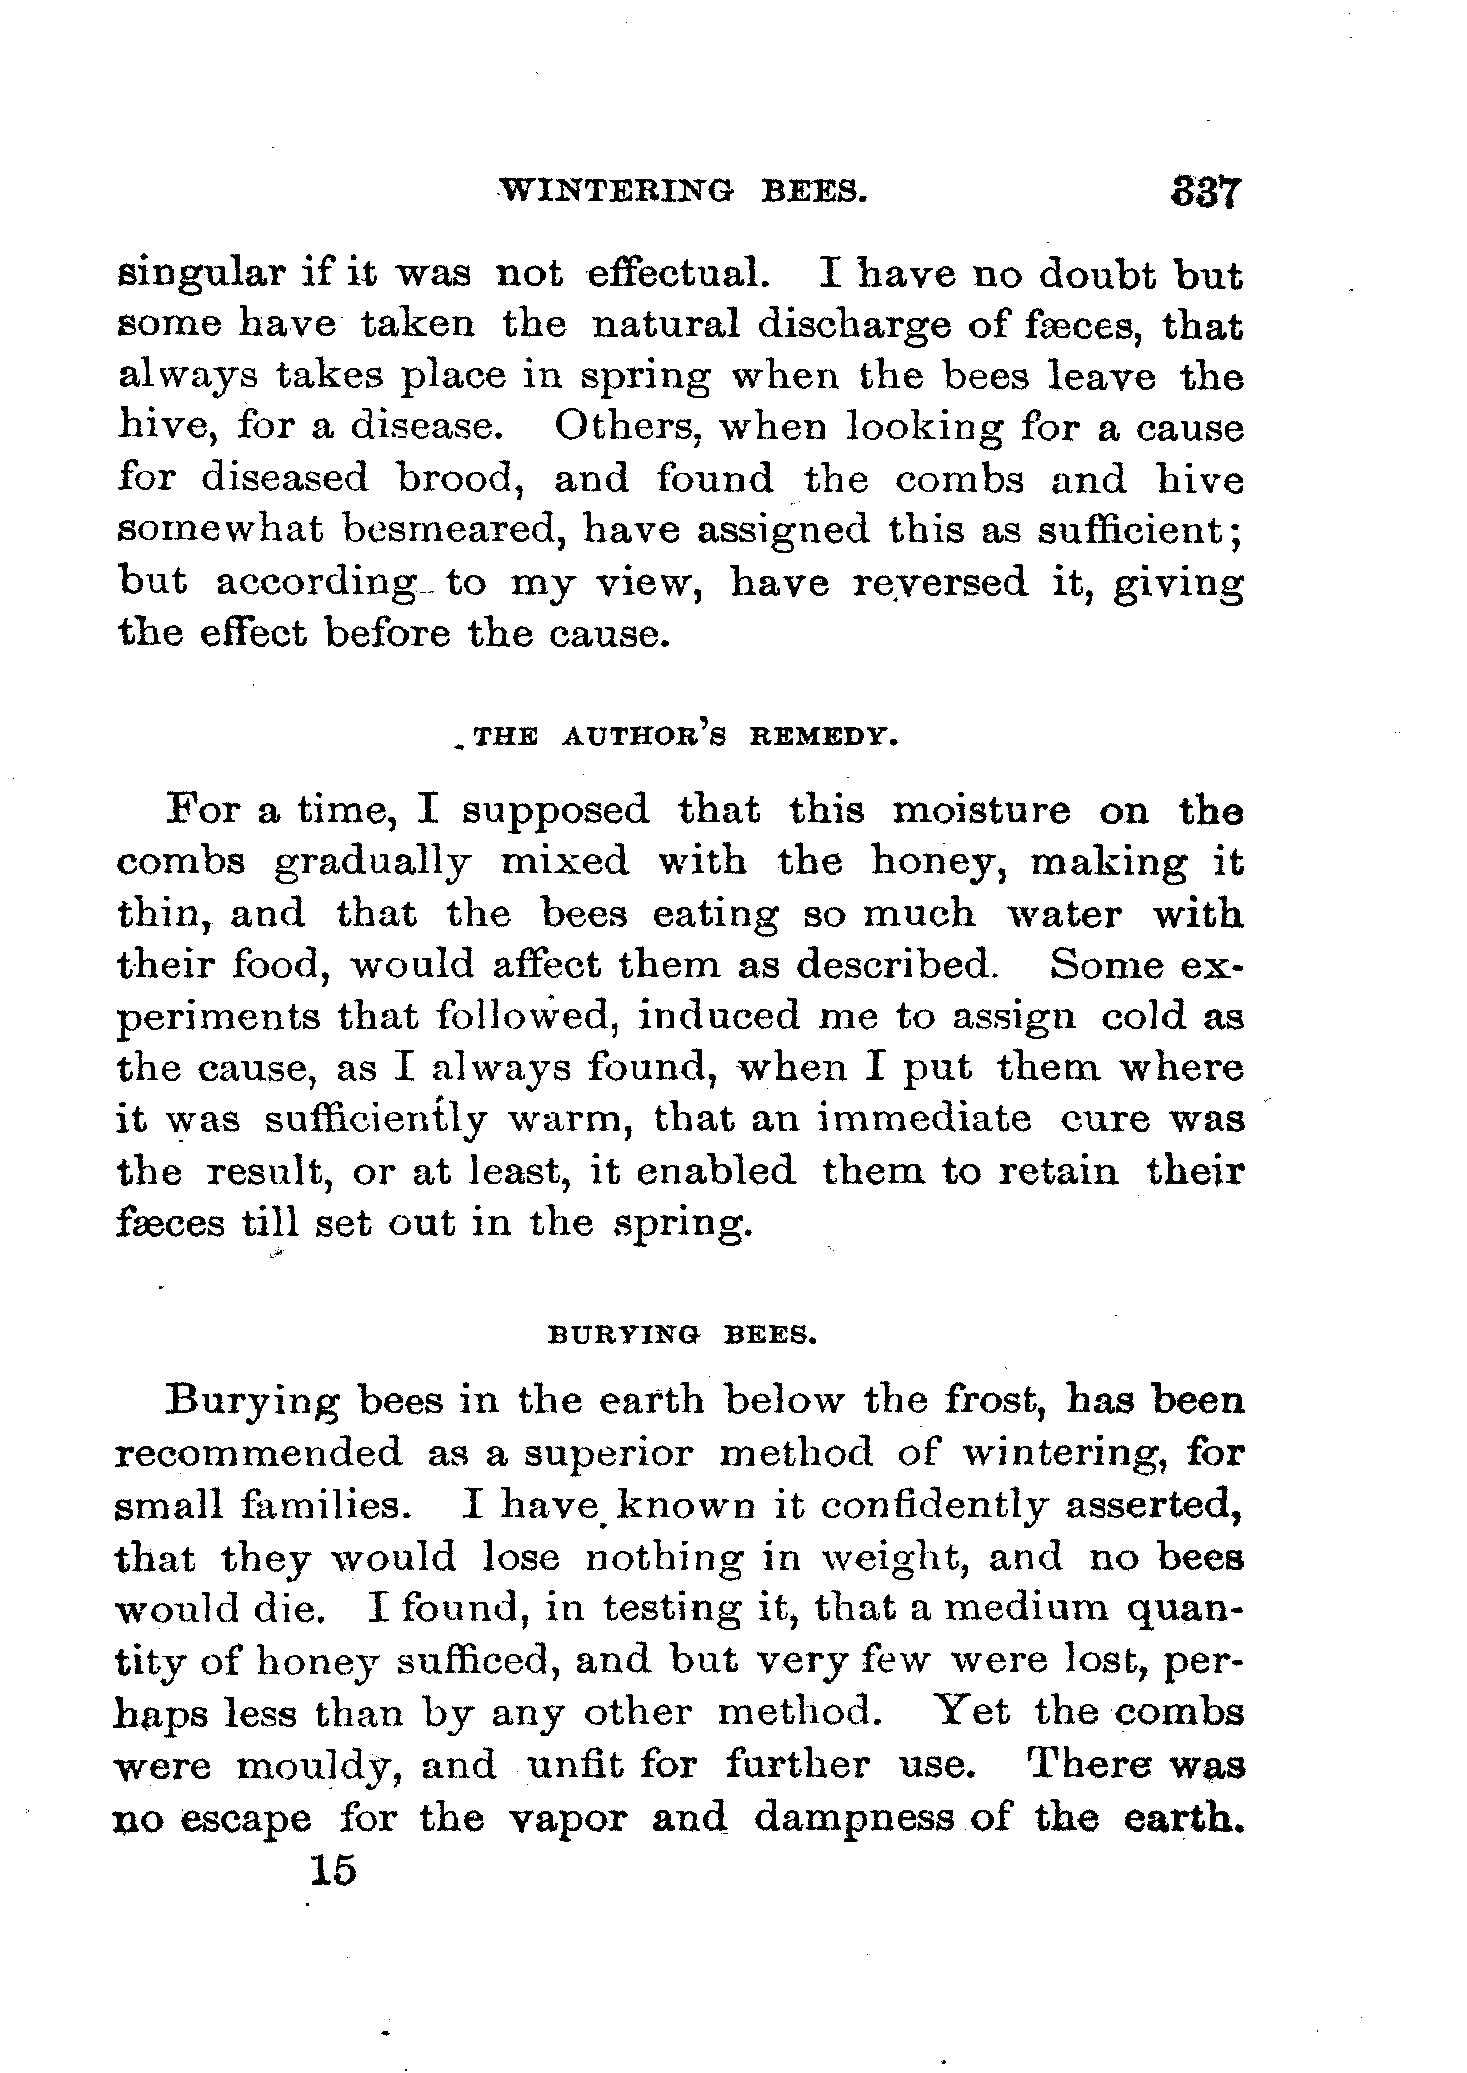 WINTERING BEES. 337
singular if it was not effectual. I have no doubt but
some have taken the natural discharge of fæces, that
always takes place in spring when the bees leave the
hive, for a disease. Others, when looking for a cause
for diseased brood, and found the combs and hive
somewhat besmeared, have assigned this as sufficient;
but according to my view, have reversed it, giving
the effect before the cause.
THE AUTHOR'S REMEDY.
For a time, I supposed that this moisture on the
combs gradually mixed with the honey, making it
thin, and that the bees eating so much water with
their food, would affect them as described. Some ex-
periments that followed, induced me to assign cold as
the cause, as I always found, when I put them where
it was sufficiently warm, that an immediate cure was
the result, or at least, it enabled them to retain their
fæces till set out in the spring.
BURYING BEES.
Burying bees in the earth below the frost, has been
recommended as a superior method of wintering, for
small families. I have known it confidently asserted,
that they would lose nothing in weight, and no bees
would die. I found, in testing it, that a medium quan-
tity of honey sufficed, and but very few were lost, per-
haps less than by any other method. Yet the combs
were mouldy, and unfit for further use. There was
no escape for the vapor and dampness of the earth.
15